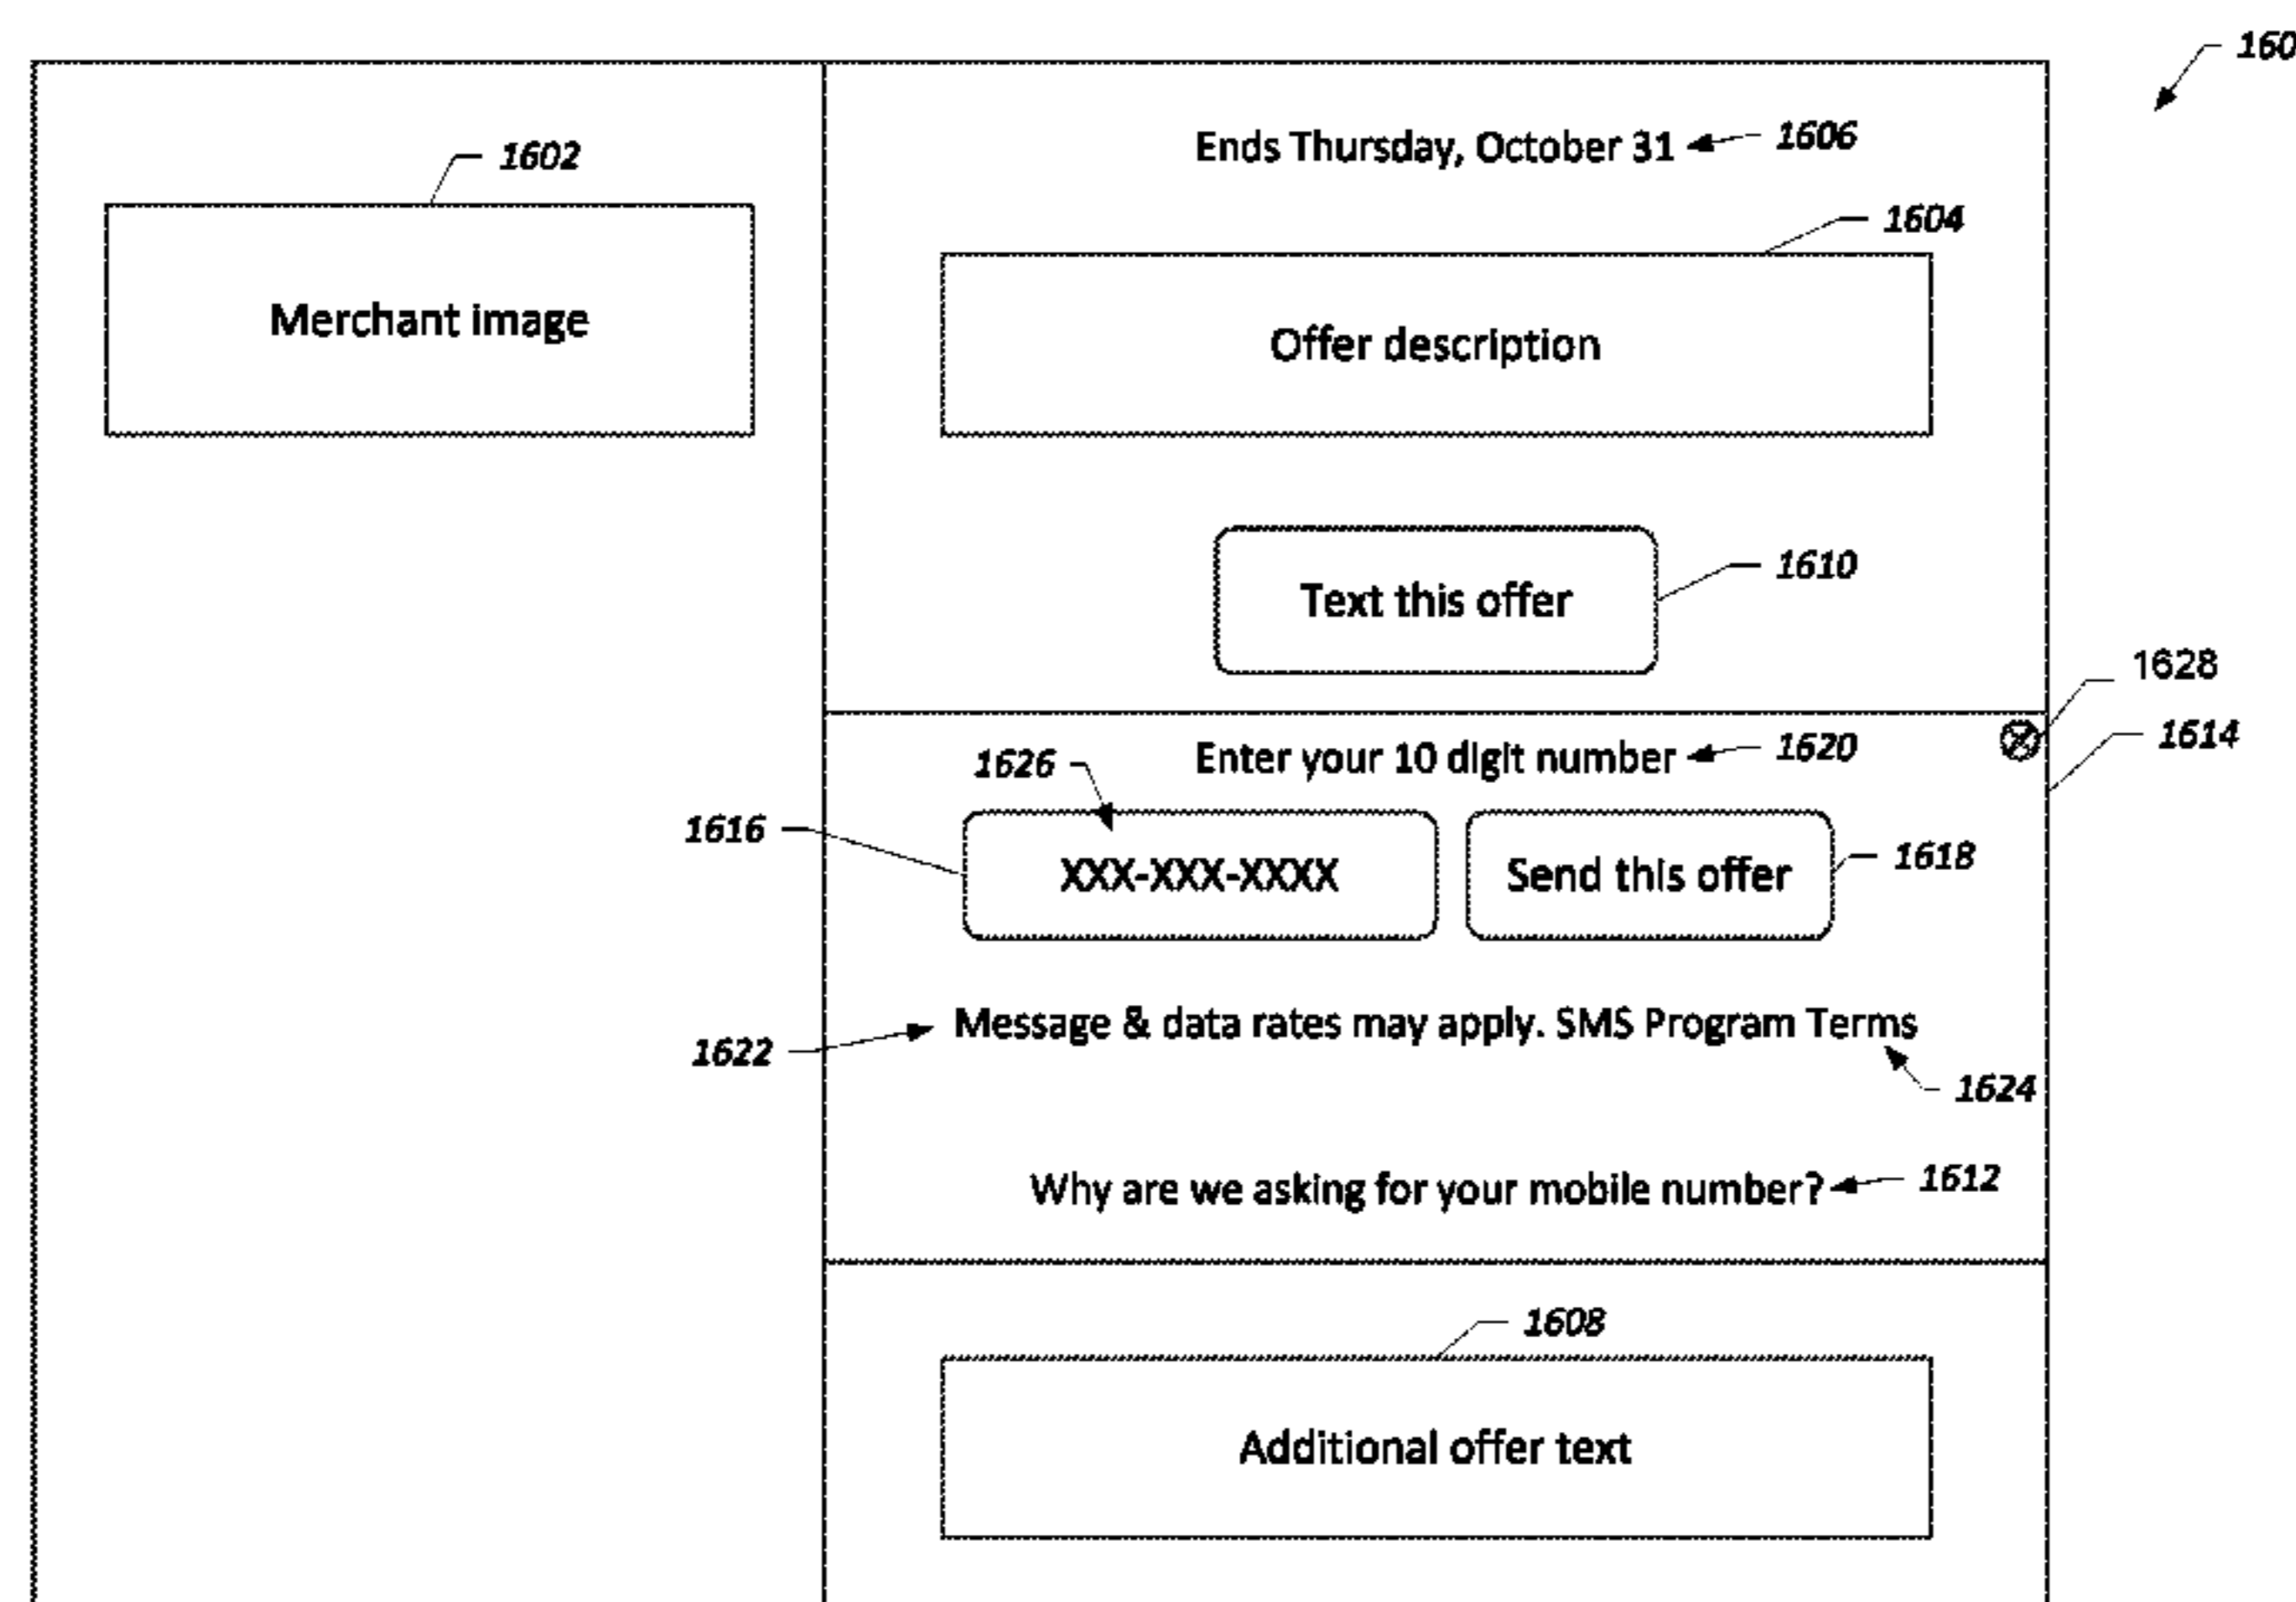 160
1602
Merchant image
Ends Thursday, October 31
1606
1604
Offer description
Text this offer
1610
1628
1614
Enter your 10 digit number
1620
1626
1616
XXX-XXX-XXXX
Send this offer
1618
1622
Message & data rates may apply. SMS Program Terms
1624
Why are we asking for your mobile number?
1612
1608
Additional offer text